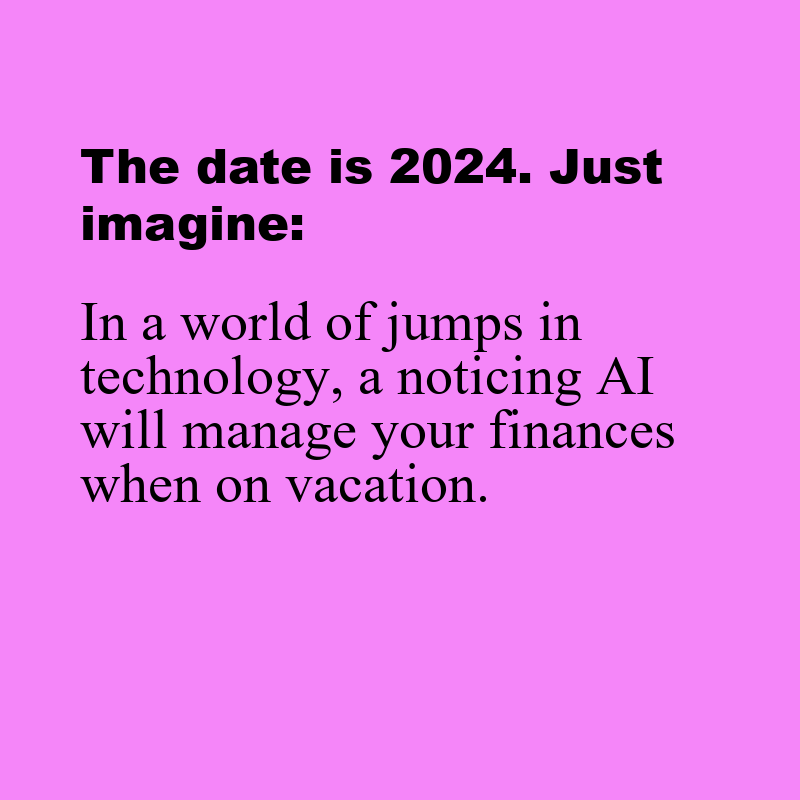 The date is 2024. Just
imagine:
In a world of jumps in
technology, a noticing AI
will manage your finances
when on vacation.